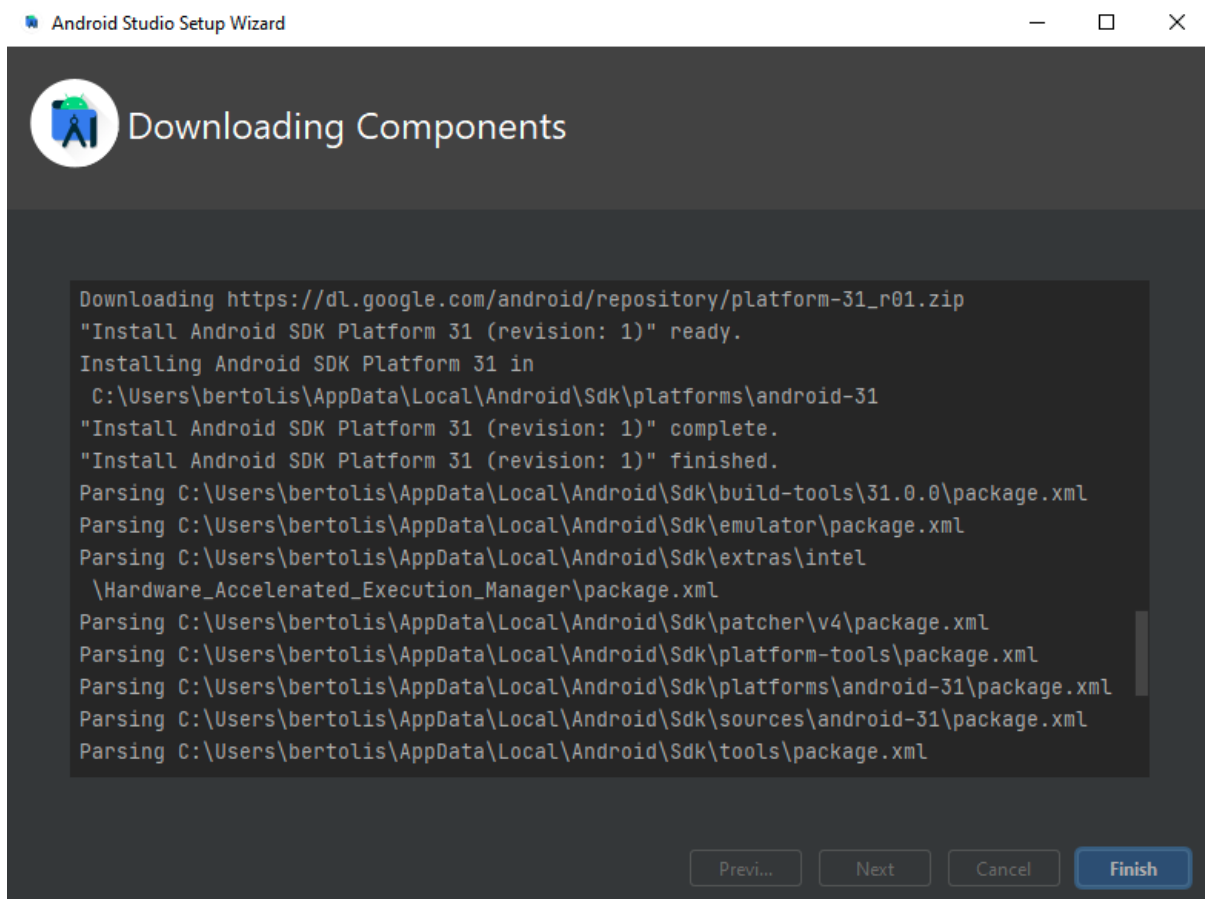 Android Studio Setup Wizard
Downloading Components
Downloading https://dl.google.com/android/repository/platform-31_r01.zip
"Install Android SDK Platform 31 (revision: 1)" ready.
Installing Android SDK Platform 31 in
C:\Users\bertolis\AppData\Local\Android\Sdk\platforms\android-31
"Install Android SDK Platform 31 (revision: 1)" complete.
"Install Android SDK Platform 31 (revision: 1)" finished.
Parsing C:\Users\bertolis\AppData\Local\Android\Sdk\build-tools\31.0.0\package.xml
Parsing C:\Users\bertolis\AppData\Local\Android\Sdk\emulator\package.xml
Parsing C:\Users\bertolis\AppData\Local\Android\Sdk\extras\intel
\Hardware_Accelerated_Execution_Manager\package.xml
Parsing C:\Users\bertolis\AppData\Local\Android\Sdk\patcher\v4\package.xml
Parsing C:\Users\bertolis\AppData\Local\Android\Sdk\platform-tools\package.xml
Parsing C:\Users\bertolis\AppData\Local\Android\Sdk\platforms\android-31\package.xml
Parsing C:\Users\bertolis\AppData\Local\Android\Sdk\sources\android-31\package.xml
Parsing C:\Users\bertolis\AppData\Local\Android\Sdk\tools\package.xml
Previ... Next Cancel Finish